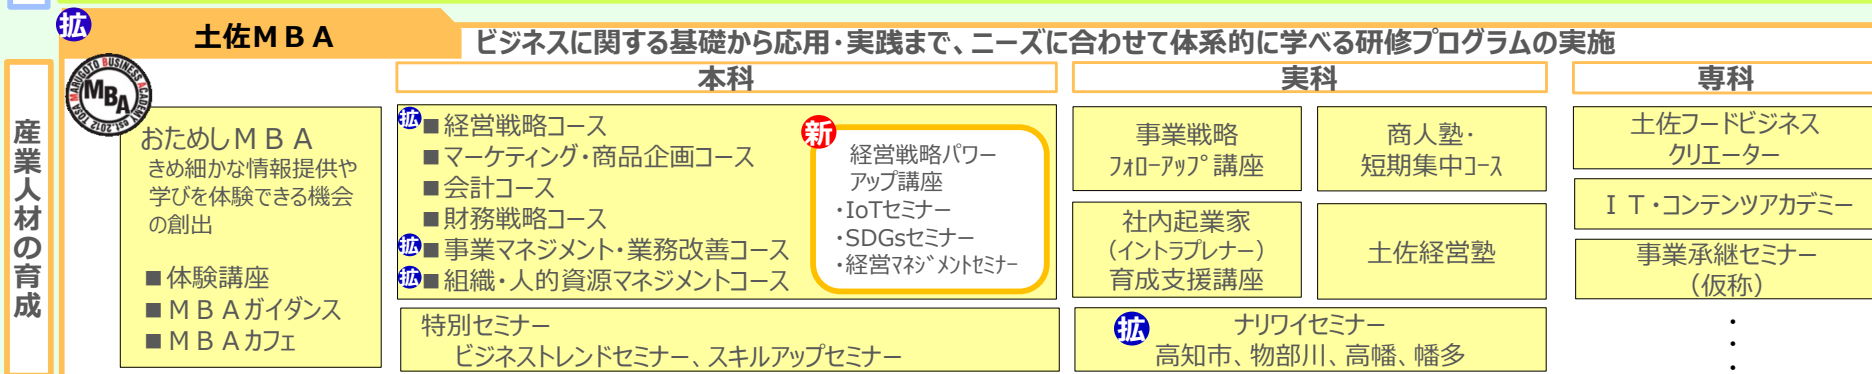 拡
土佐ＭＢＡ
ビジネスに関する基礎から応用・実践まで、ニーズに合わせて体系的に学べる研修プログラムの実施
産業人材の育成
TOSA MARUGOTO BUSINESS ACADEMY est.2012
MBA
おためしＭＢＡ
きめ細かな情報提供や
学びを体験できる機会
の創出
■体験講座
■ＭＢＡガイダンス
■ＭＢＡカフェ
本科
拡■経営戦略コース
■マーケティング・商品企画コース
■会計コース
■財務戦略コース
拡■事業マネジメント・業務改善コース
拡■組織・人的資源マネジメントコース
新
経営戦略パワー
アップ講座
・IoTセミナー
・SDGsセミナー
・経営ﾏﾈｼﾞﾒﾝﾄｾﾐﾅｰ
特別セミナー
ビジネストレンドセミナー、スキルアップセミナー
実科
事業戦略
ﾌｫﾛｰｱｯﾌﾟ講座
商人塾・
短期集中ｺｰｽ
社内起業家
（イントラプレナー）
育成支援講座
土佐経営塾
拡
ナリワイセミナー
高知市、物部川、高幡、幡多
専科
土佐フードビジネス
クリエーター
ＩＴ・コンテンツアカデミー
事業承継セミナー
（仮称）
・
・
・